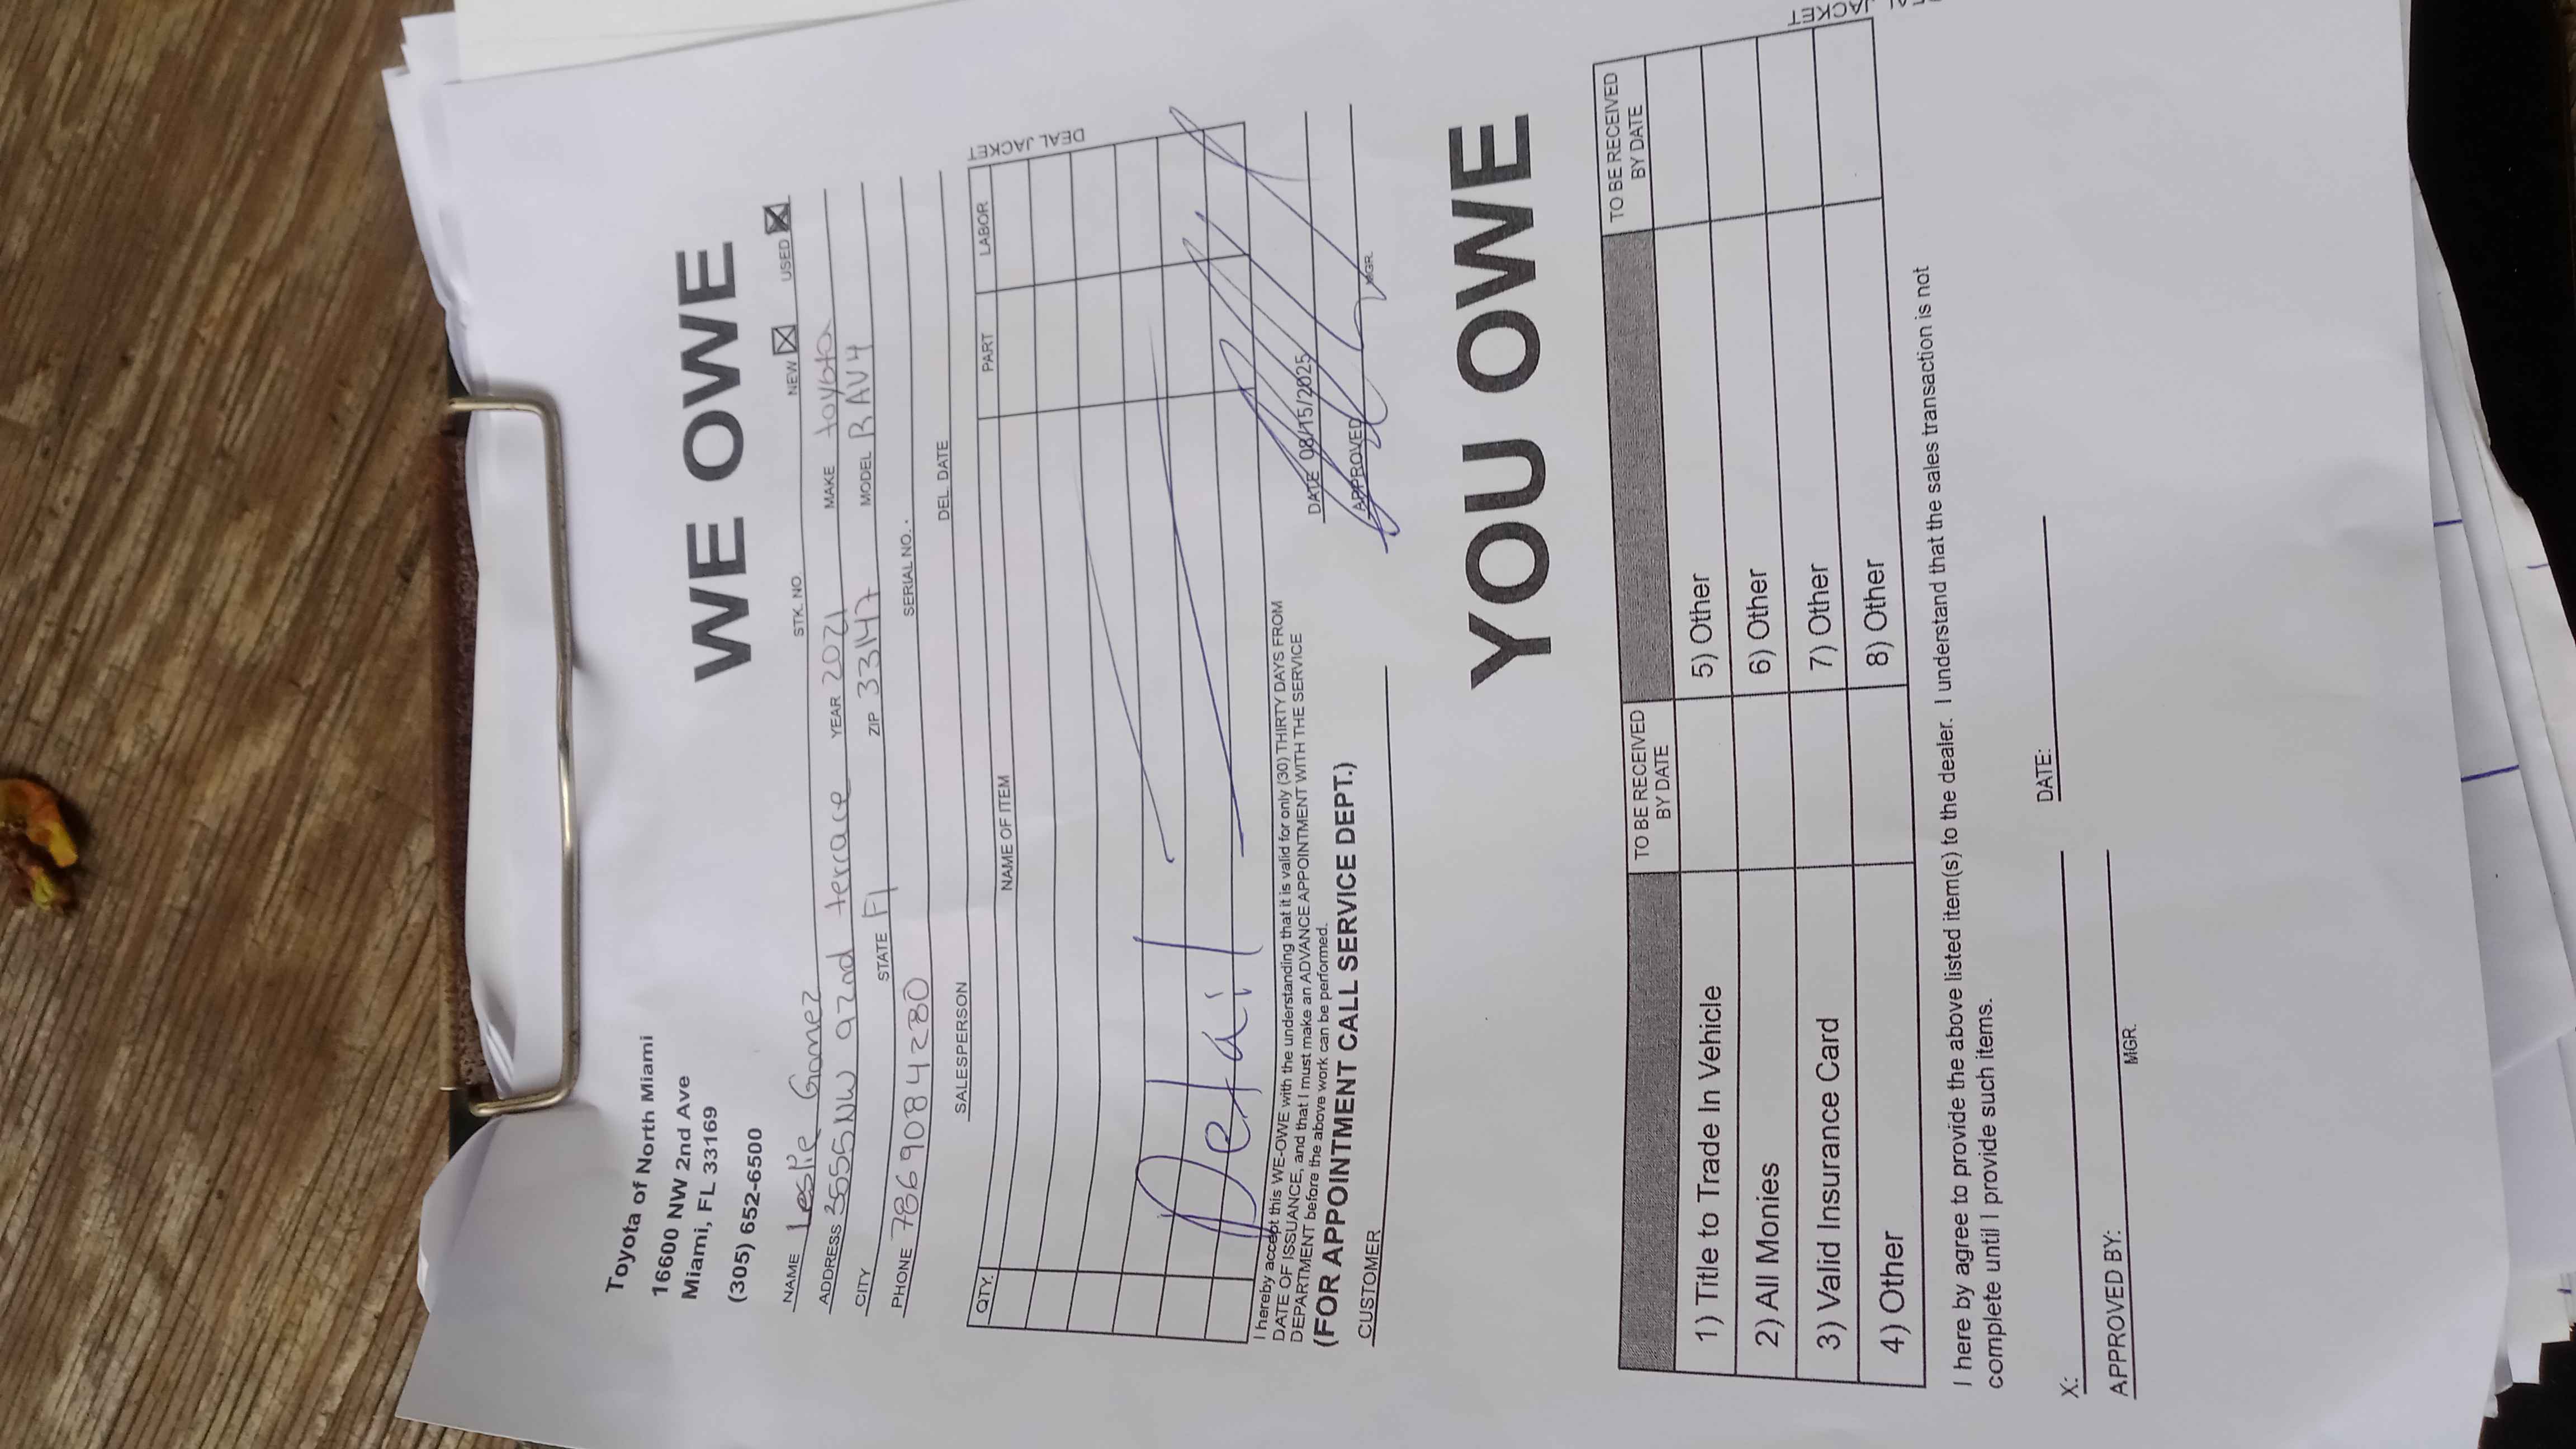 Toyota of North Miami
16600 NW 2nd Ave
Miami, FL 33169
(305) 652-6500
WE OWE
STK. NO. NEW ☒ USED ☒
NAME Leslie Gomez
ADDRESS 3555 NW 92nd terrace YEAR 2021 MAKE toyota
CITY STATE Fl ZIP 33147 MODEL RAV4
PHONE 7869084280 SERIAL NO. .
SALESPERSON DEL. DATE
QTY. NAME OF ITEM PART LABOR
DEAL JACKET
Detail
I hereby accept this WE-OWE with the understanding that it is valid for only (30) THIRTY DAYS FROM
DATE OF ISSUANCE, and that I must make an ADVANCE APPOINTMENT WITH THE SERVICE
DEPARTMENT before the above work can be performed.
(FOR APPOINTMENT CALL SERVICE DEPT.)
DATE 08/15/2025
CUSTOMER APPROVED
MGR.
YOU OWE
TO BE RECEIVED BY DATE TO BE RECEIVED BY DATE
1) Title to Trade In Vehicle 5) Other
2) All Monies 6) Other
3) Valid Insurance Card 7) Other
4) Other 8) Other
JACKET
I here by agree to provide the above listed item(s) to the dealer. I understand that the sales transaction is not
complete until I provide such items.
X: DATE:
APPROVED BY:
MGR.